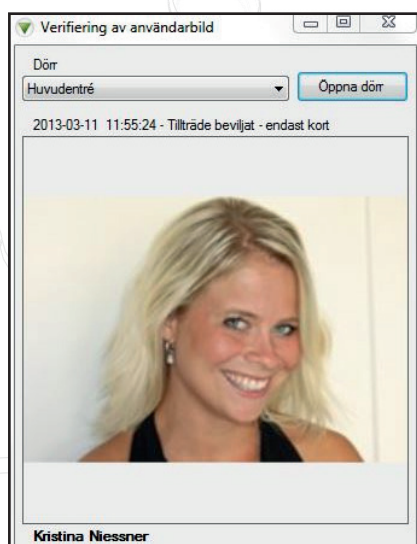 Verifiering av användarbild
Dörr
Huvudentré
Öppna dörr
2013-03-11 11:55:24 - Tillträde beviljat - endast kort
Kristina Niessner